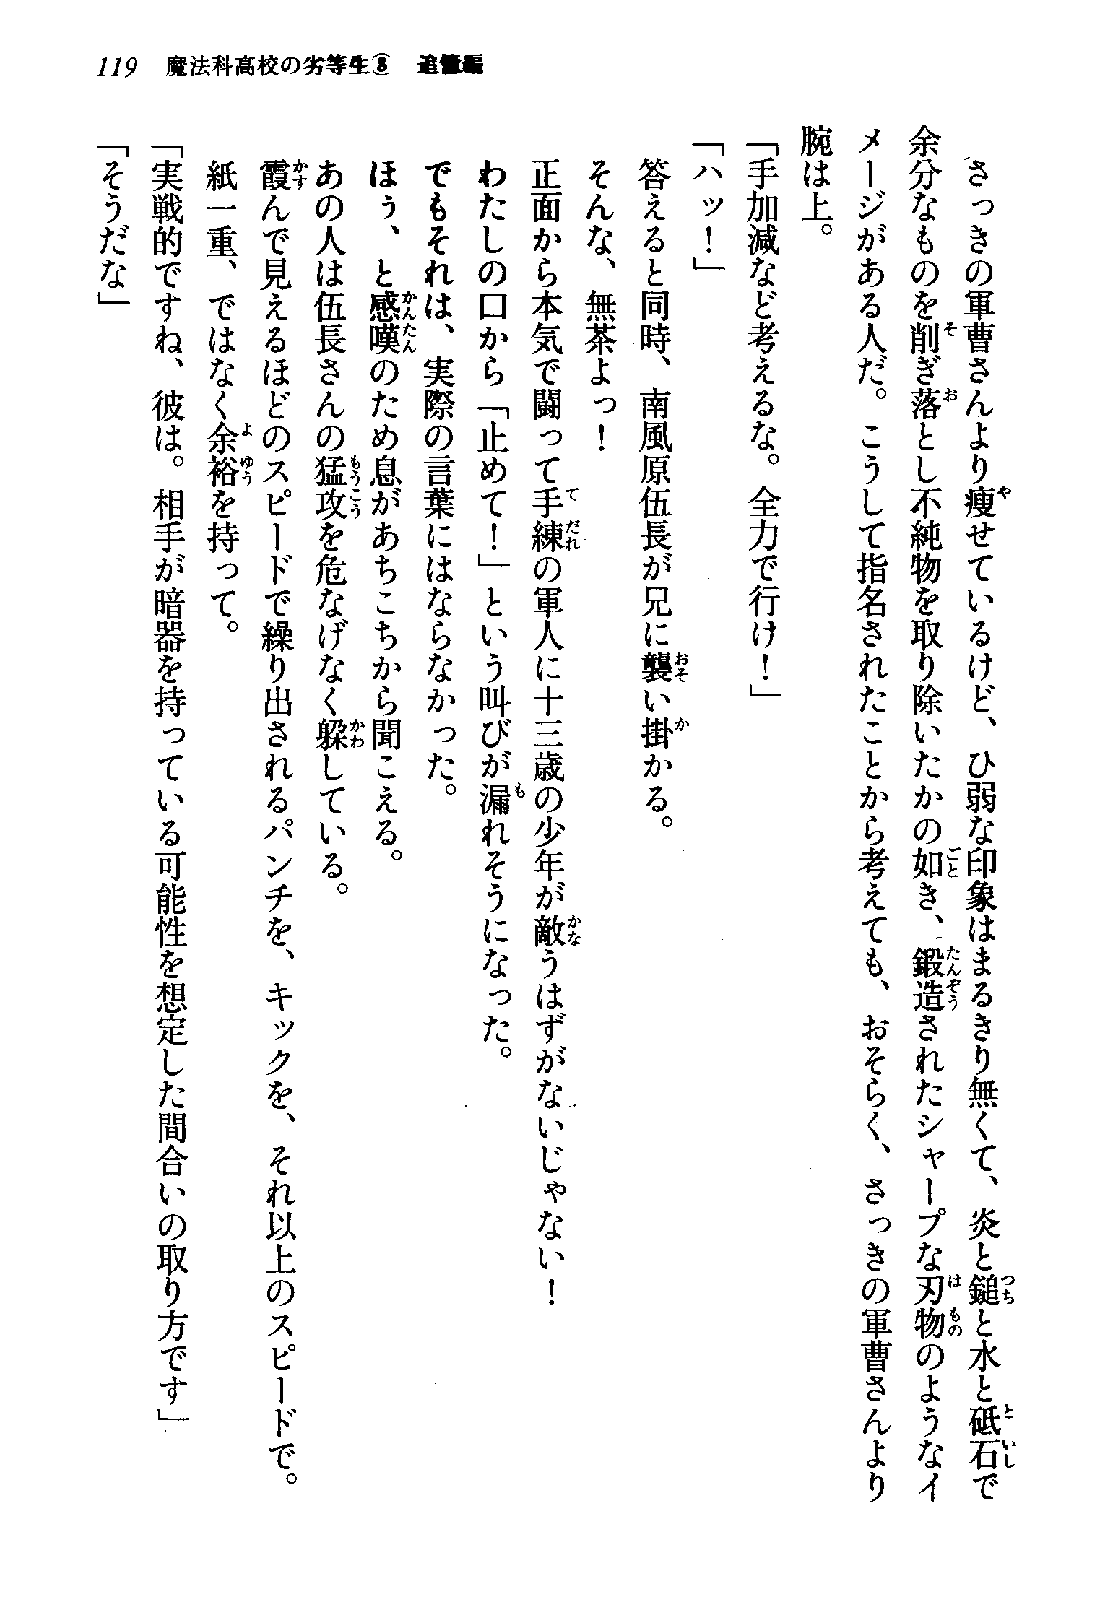 119 魔法科高校の劣等生⑧ 追憶編
さっきの軍曹さんより痩せているけど、ひ弱な印象はまるきり無くて、炎と鎚と水と砥石で
余分なものを削ぎ落とし不純物を取り除いたかの如き、鍛造されたシャープな刃物のようなイ
メージがある人だ。こうして指名されたことから考えても、おそらく、さっきの軍曹さんより
腕は上。
「手加減など考えるな。全力で行け！」
「ハッ！」
答えると同時、南風原伍長が兄に襲い掛かる。
そんな、無茶よっ！
正面から本気で闘って手練の軍人に十三歳の少年が敵うはずがないじゃない！
わたしの口から「止めて！」という叫びが漏れそうになった。
でもそれは、実際の言葉にはならなかった。
ほぅ、と感嘆のため息があちこちから聞こえる。
あの人は伍長さんの猛攻を危なげなく躱している。
霞んで見えるほどのスピードで繰り出されるパンチを、キックを、それ以上のスピードで。
紙一重、ではなく余裕を持って。
「実戦的ですね、彼は。相手が暗器を持っている可能性を想定した間合いの取り方です」
「そうだな」